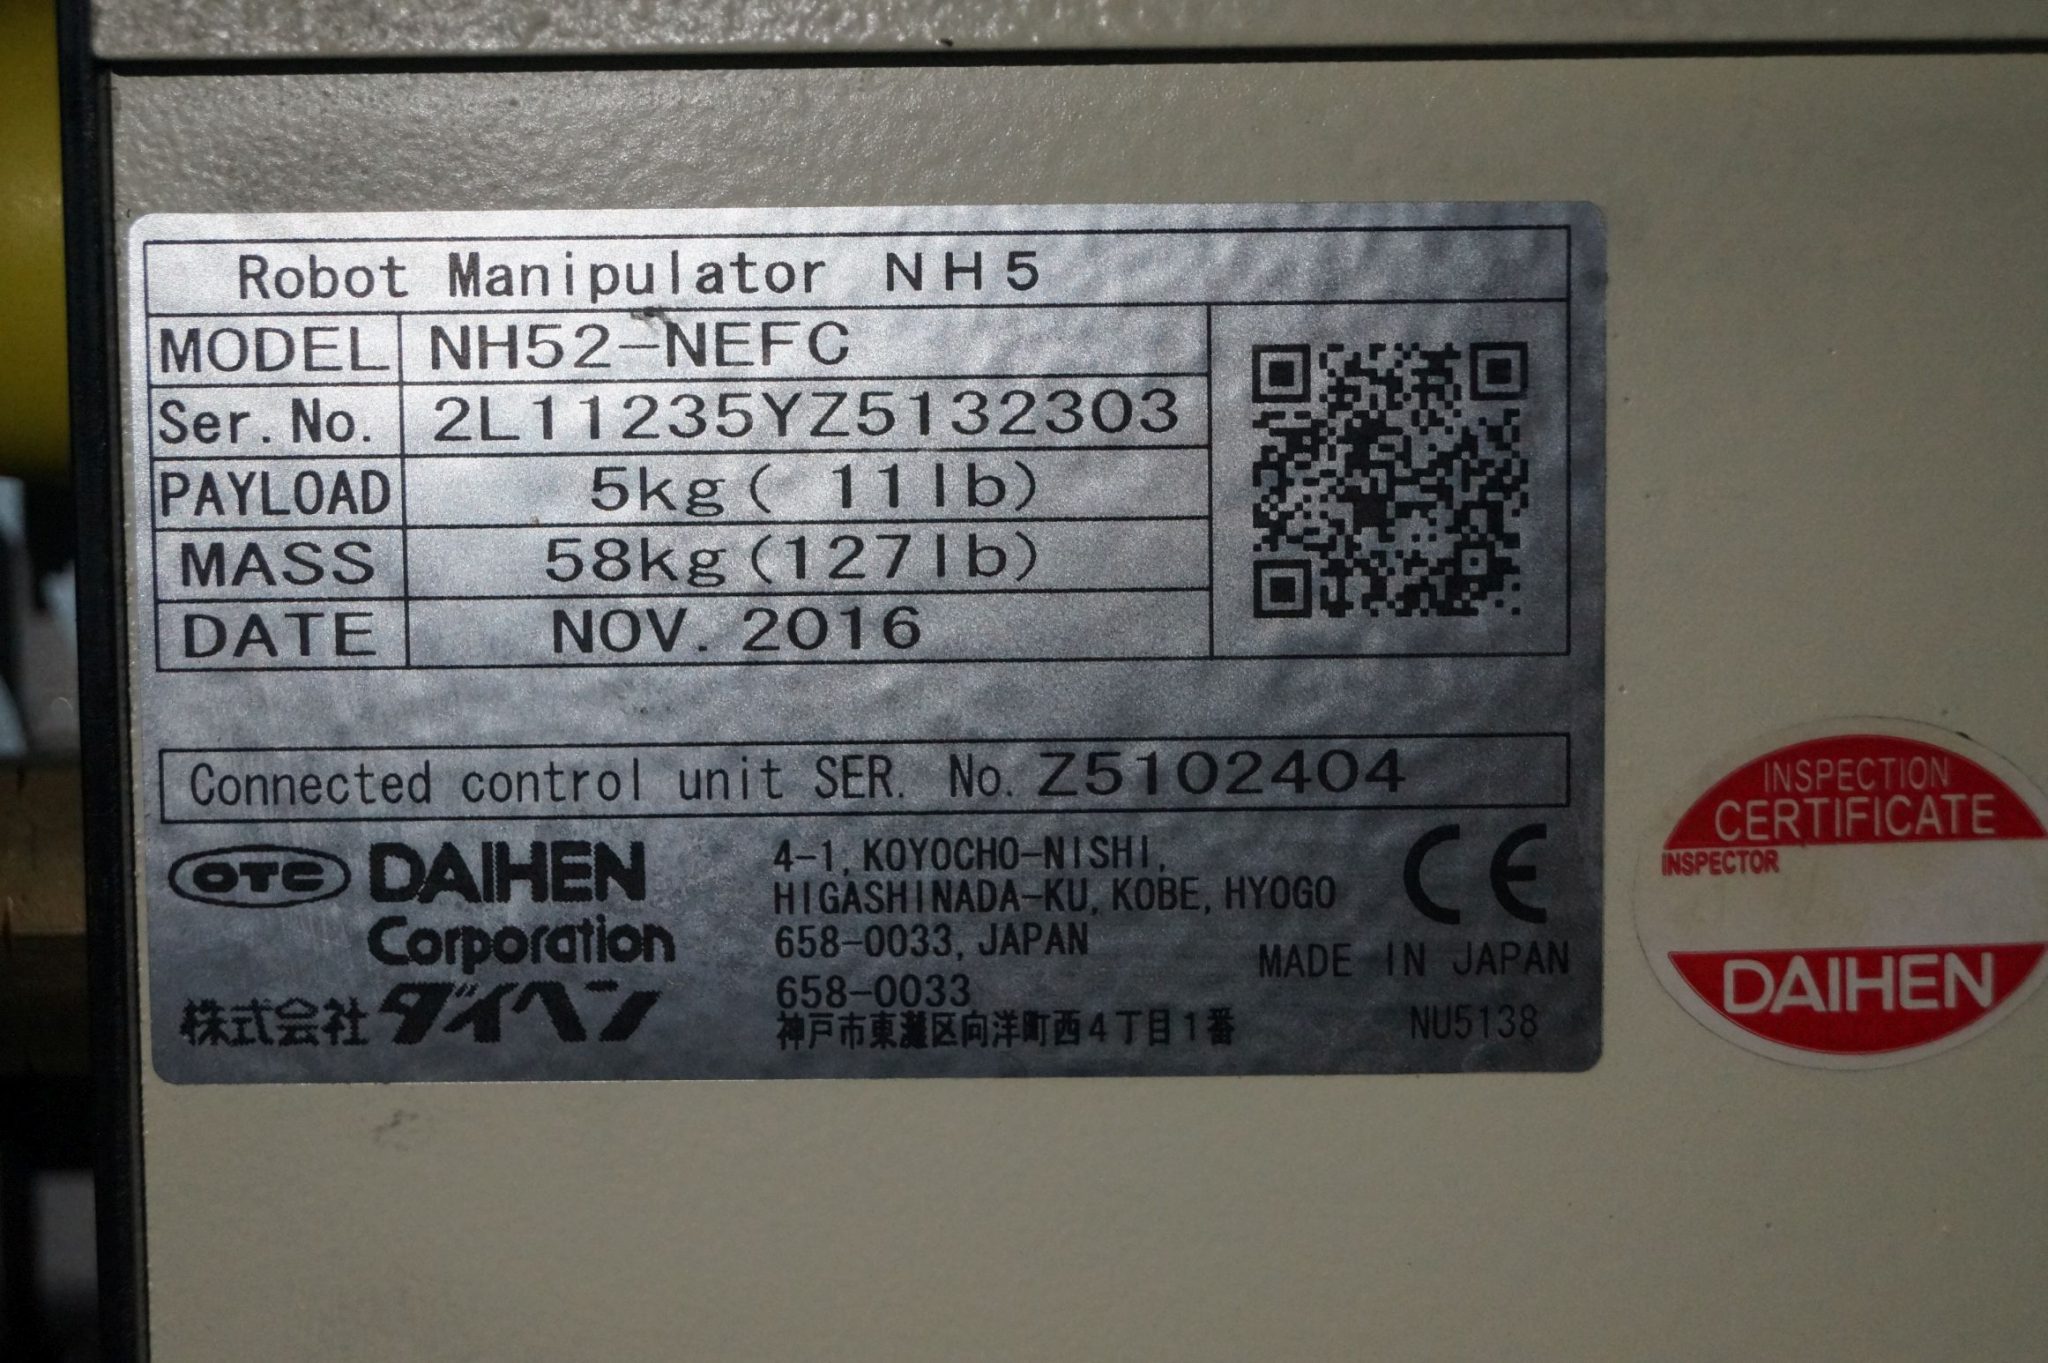 Robot Manipulator NH5
MODEL NH52-NEFC
Ser.No. 2L11235YZ5132303
PAYLOAD 5kg( 11lb)
MASS 58kg(127lb)
DATE NOV. 2016
Connected control unit SER. No. Z5102404
OTC DAIHEN
Corporation
株式会社ダイヘン
4-1, KOYOCHO-NISHI,
HIGASHINADA-KU, KOBE, HYOGO
658-0033, JAPAN
658-0033
神戸市東灘区向洋町西4丁目1番
CE
MADE IN JAPAN
NU5138
INSPECTION
CERTIFICATE
INSPECTOR
DAIHEN